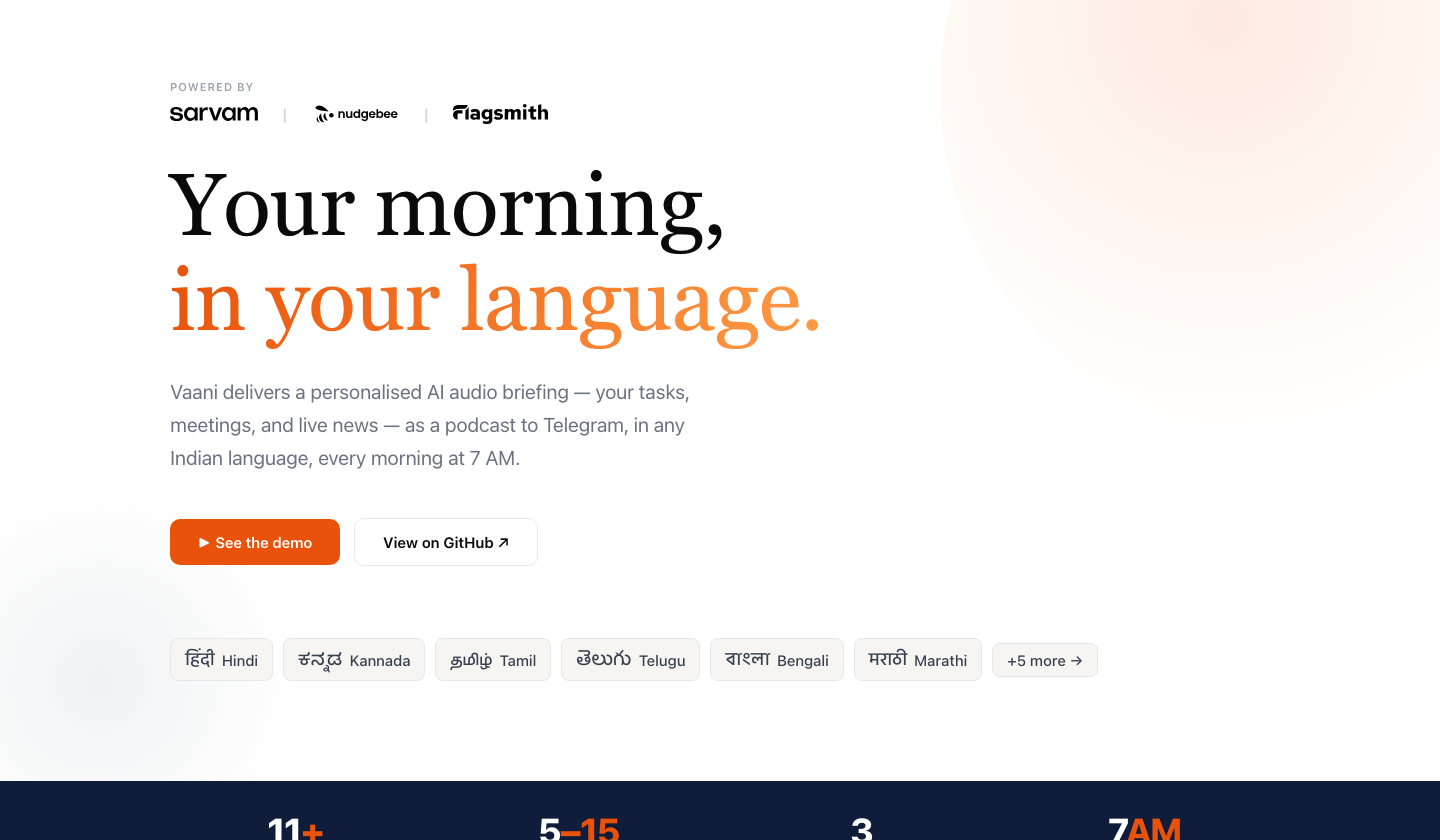 POWERED BY
sarvam | nudgebee | Flagsmith
Your morning,
in your language.
Vaani delivers a personalised AI audio briefing — your tasks,
meetings, and live news — as a podcast to Telegram, in any
Indian language, every morning at 7 AM.
▶ See the demo View on GitHub ↗
हिंदी Hindi ಕನ್ನಡ Kannada தமிழ் Tamil తెలుగు Telugu বাংলা Bengali मराठी Marathi +5 more →
11+ 5–15 3 7AM